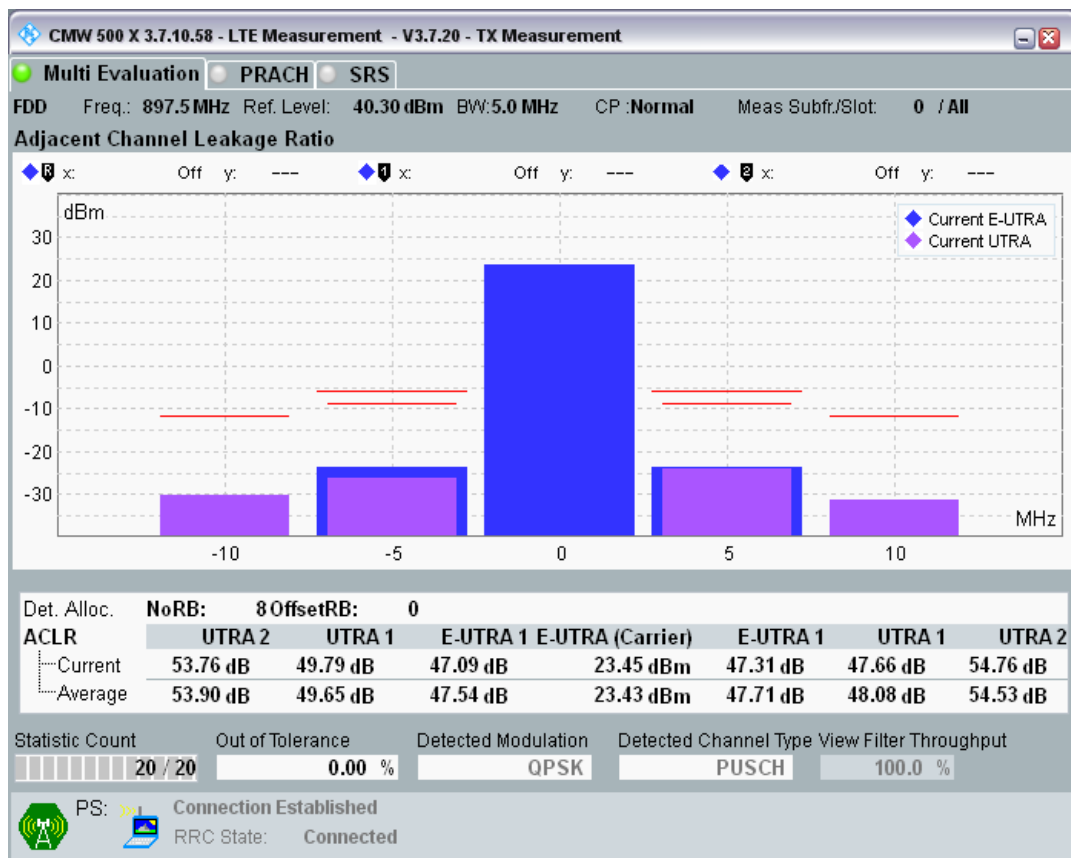 CMW 500 X 3.7.10.58 - LTE Measurement - V3.7.20 - TX Measurement
Multi Evaluation PRACH SRS
FDD Freq.: 897.5 MHz Ref. Level: 40.30 dBm BW:5.0 MHz CP :Normal Meas Subfr./Slot: 0 / All
Adjacent Channel Leakage Ratio
R x: Off y: --- 1 x: Off y: --- 2 x: Off y: ---
dBm
Current E-UTRA
Current UTRA
30
20
10
0
-10
-20
-30
MHz
-10 -5 0 5 10
Det. Alloc. NoRB: 8 OffsetRB: 0
ACLR UTRA 2 UTRA 1 E-UTRA 1 E-UTRA (Carrier) E-UTRA 1 UTRA 1 UTRA 2
Current 53.76 dB 49.79 dB 47.09 dB 23.45 dBm 47.31 dB 47.66 dB 54.76 dB
Average 53.90 dB 49.65 dB 47.54 dB 23.43 dBm 47.71 dB 48.08 dB 54.53 dB
Statistic Count Out of Tolerance Detected Modulation Detected Channel Type View Filter Throughput
20 / 20 0.00 % QPSK PUSCH 100.0 %
PS: Connection Established
RRC State: Connected